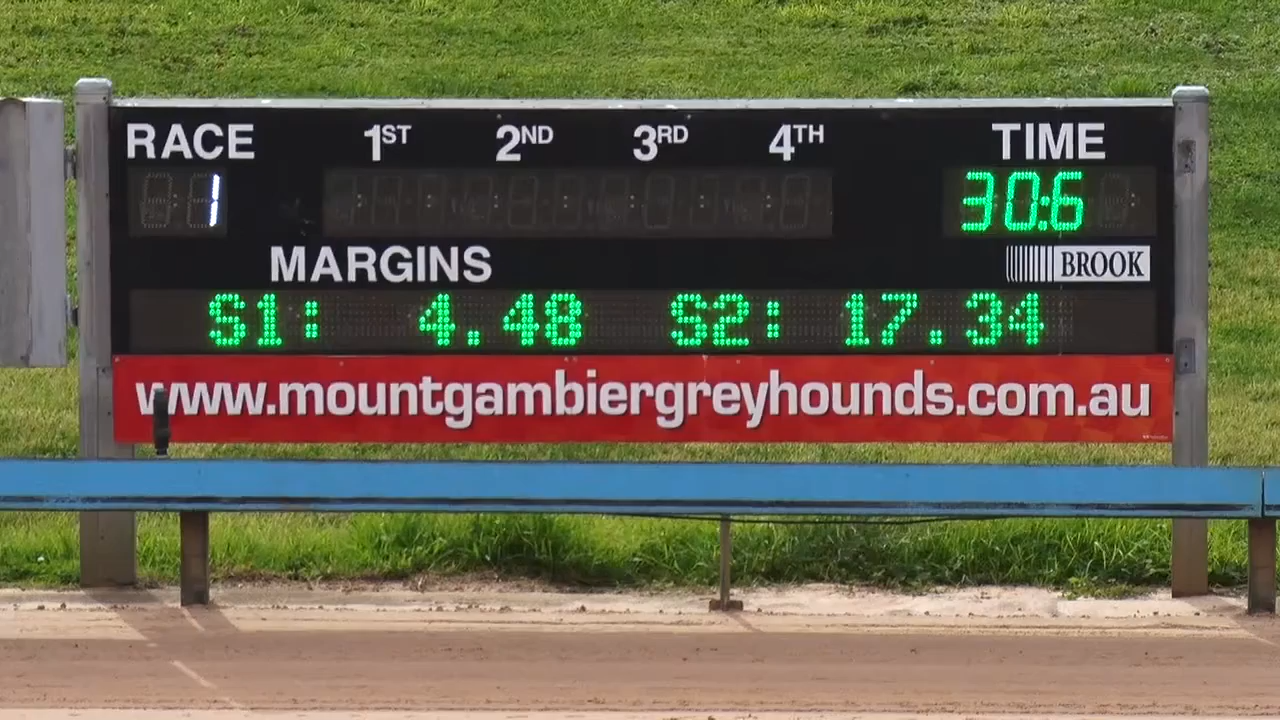 RACE 1ST 2ND 3RD 4TH TIME
1 30:6
MARGINS BROOK
S1: 4.48 S2: 17.34
www.mountgambiergreyhounds.com.au